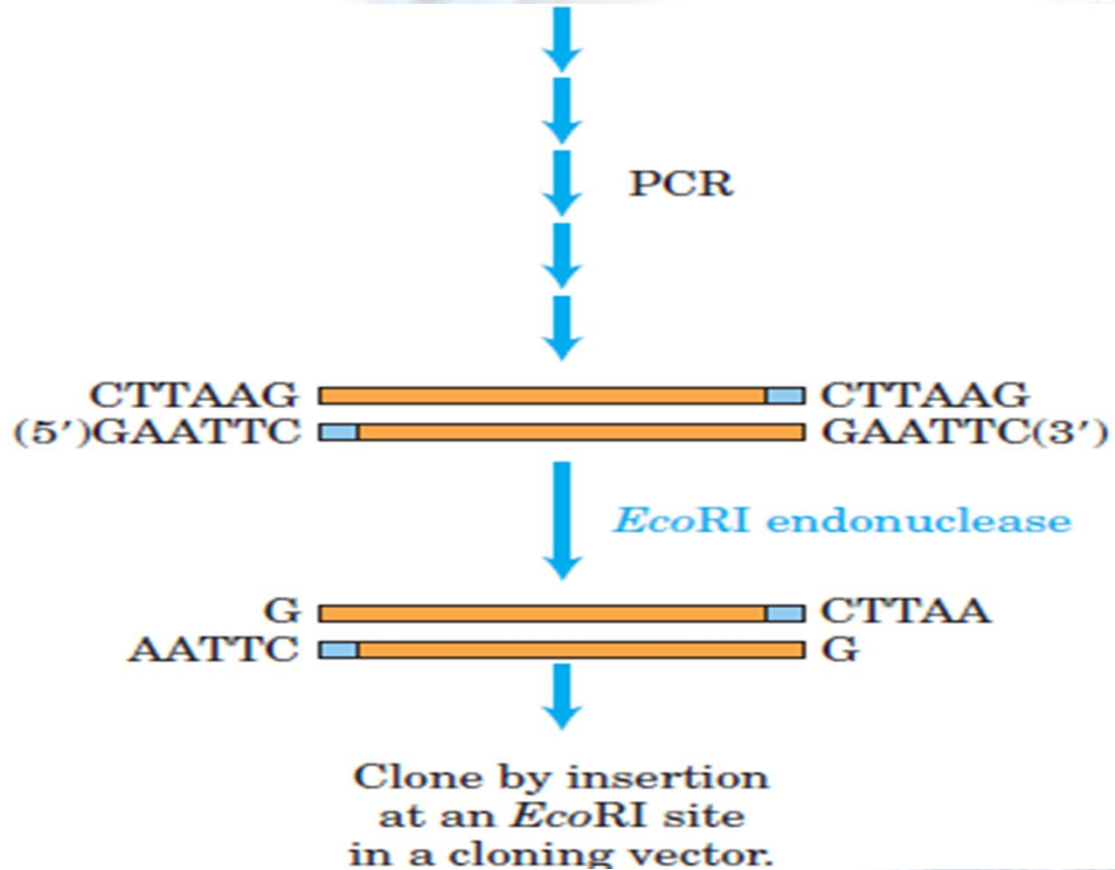 PCR
CTTAAG CTTAAG
(5′)GAATTC GAATTC(3′)
EcoRI endonuclease
G CTTAA
AATTC G
Clone by insertion
at an EcoRI site
in a cloning vector.